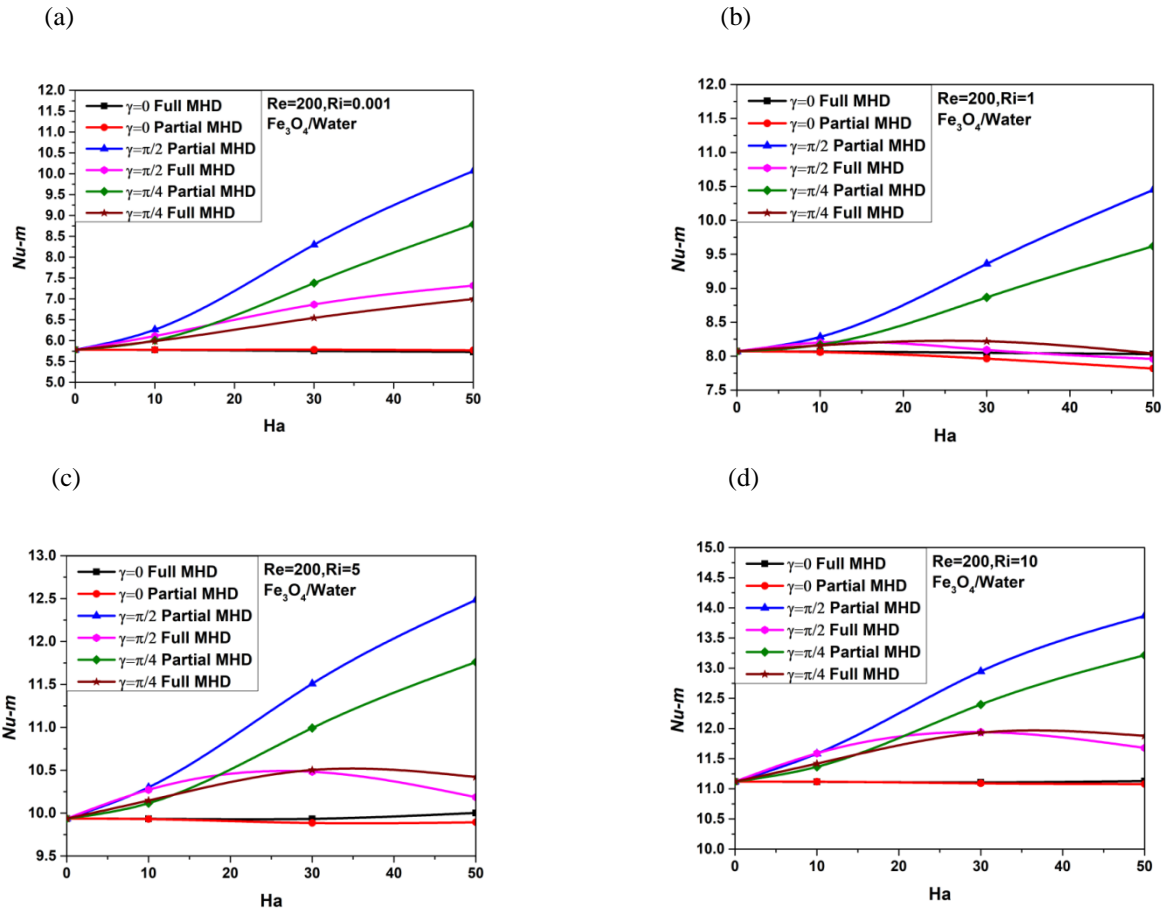 (a)
12.0
11.5
11.0
10.5
10.0
9.5
9.0
8.5
8.0
7.5
7.0
6.5
6.0
5.5
5.0
Nu-m
γ=0 Full MHD
γ=0 Partial MHD
γ=π/2 Partial MHD
γ=π/2 Full MHD
γ=π/4 Partial MHD
γ=π/4 Full MHD
Re=200,Ri=0.001
Fe₃O₄/Water
0 10 20 30 40 50
Ha
(b)
12.0
11.5
11.0
10.5
10.0
9.5
9.0
8.5
8.0
7.5
Nu-m
γ=0 Full MHD
γ=0 Partial MHD
γ=π/2 Partial MHD
γ=π/2 Full MHD
γ=π/4 Partial MHD
γ=π/4 Full MHD
Re=200,Ri=1
Fe₃O₄/Water
0 10 20 30 40 50
Ha
(c)
13.0
12.5
12.0
11.5
11.0
10.5
10.0
9.5
Nu-m
γ=0 Full MHD
γ=0 Partial MHD
γ=π/2 Partial MHD
γ=π/2 Full MHD
γ=π/4 Partial MHD
γ=π/4 Full MHD
Re=200,Ri=5
Fe₃O₄/Water
0 10 20 30 40 50
Ha
(d)
15.0
14.5
14.0
13.5
13.0
12.5
12.0
11.5
11.0
10.5
10.0
Nu-m
γ=0 Full MHD
γ=0 Partial MHD
γ=π/2 Partial MHD
γ=π/2 Full MHD
γ=π/4 Partial MHD
γ=π/4 Full MHD
Re=200,Ri=10
Fe₃O₄/Water
0 10 20 30 40 50
Ha